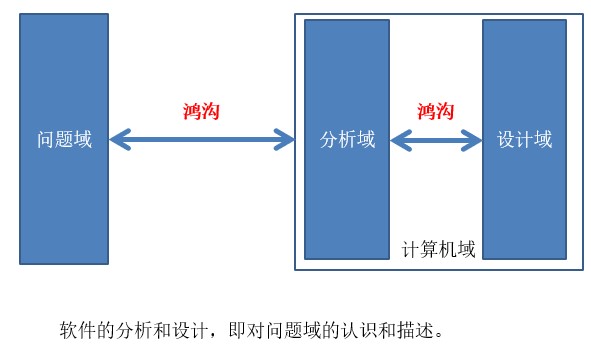 鸿沟
鸿沟
问题域
分析域
设计域
计算机域
软件的分析和设计，即对问题域的认识和描述。